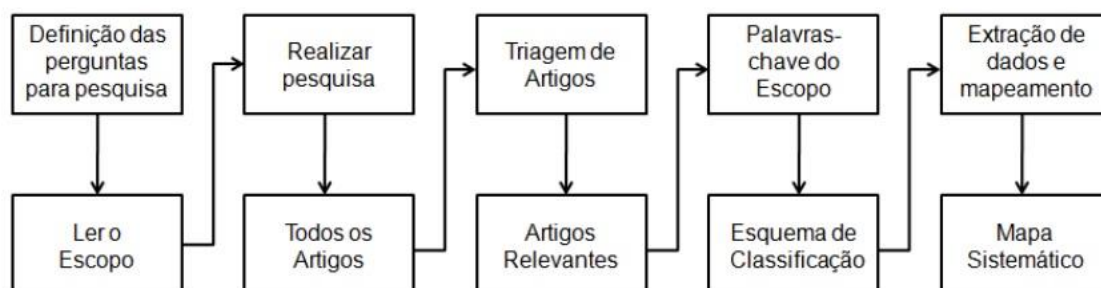 Definição das
perguntas
para pesquisa
Realizar
pesquisa
Triagem de
Artigos
Palavras-
chave do
Escopo
Extração de
dados e
mapeamento
Ler o
Escopo
Todos os
Artigos
Artigos
Relevantes
Esquema de
Classificação
Mapa
Sistemático